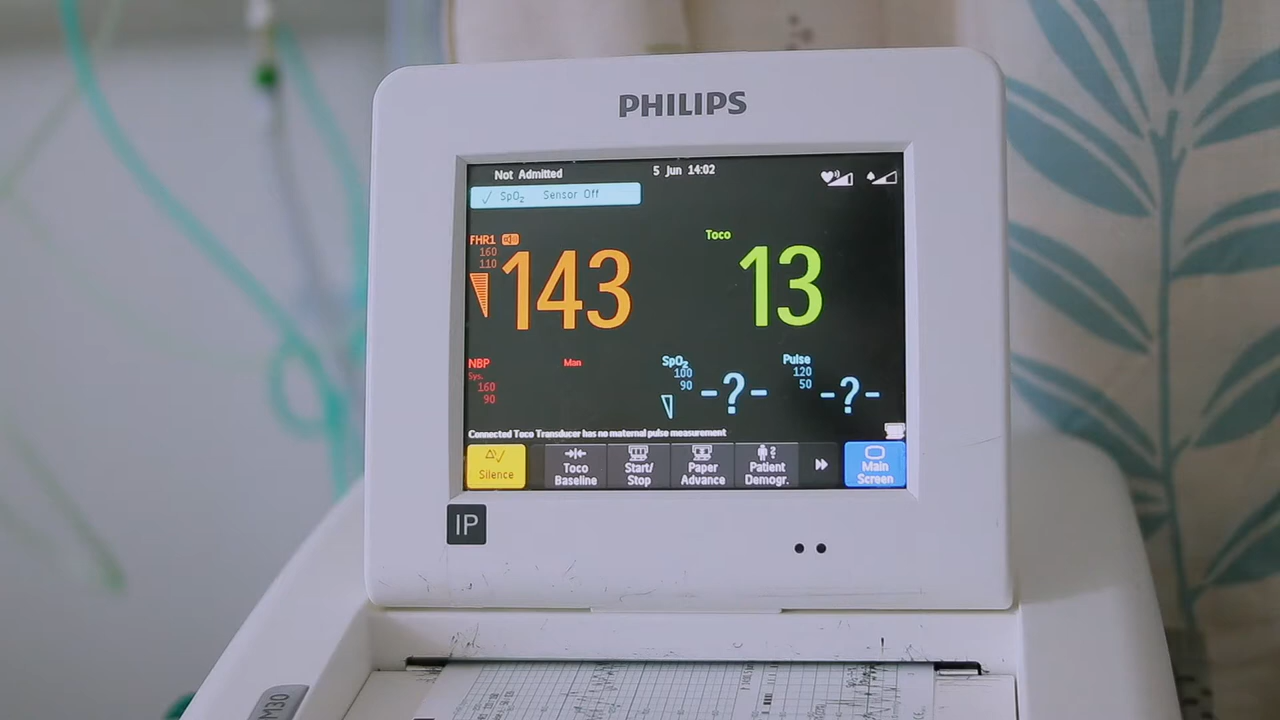 PHILIPS
Not Admitted
5 Jun 14:02
✓ SpO₂ Sensor Off
FHR1
160
110
143
Toco
13
NBP
Sys.
160
90
Man
SpO₂
100
90
-?-
Pulse
120
50
-?-
Connected Toco Transducer has no maternal pulse measurement
Silence
Toco
Baseline
Start/
Stop
Paper
Advance
Patient
Demogr.
Main
Screen
IP
M30